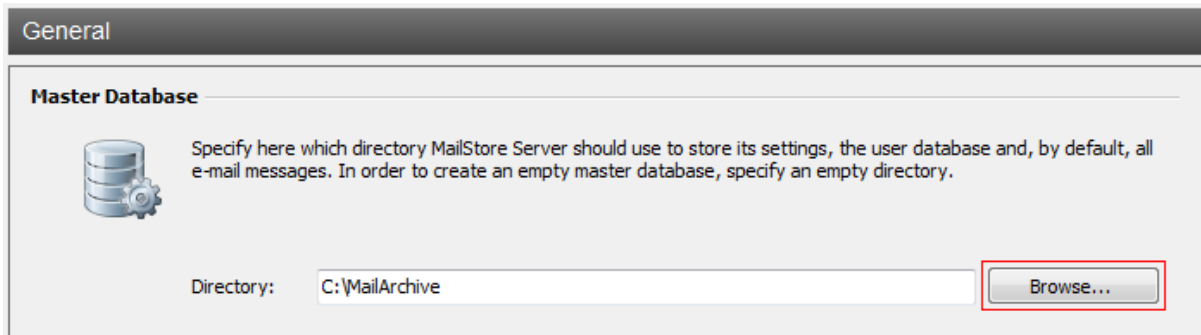 General
Master Database
Specify here which directory MailStore Server should use to store its settings, the user database and, by default, all
e-mail messages. In order to create an empty master database, specify an empty directory.
Directory: C:\MailArchive Browse...